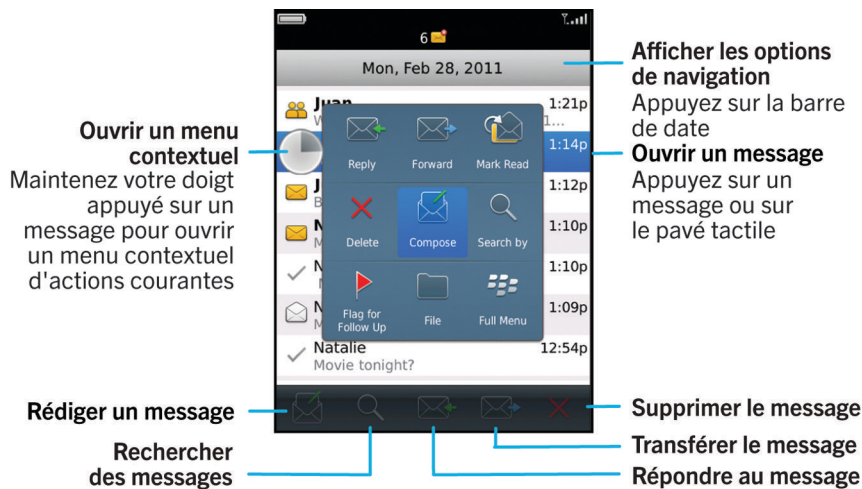 6
Mon, Feb 28, 2011
Juan
1:21p
W
1...
1:14p
J
1:12p
B
N
1:10p
M
N
1:10p
N
1:09p
M
Natalie
12:54p
Movie tonight?
Reply
Forward
Mark Read
Delete
Compose
Search by
Flag for
Follow Up
File
Full Menu
Ouvrir un menu
contextuel
Maintenez votre doigt
appuyé sur un
message pour ouvrir
un menu contextuel
d'actions courantes
Rédiger un message
Rechercher
des messages
Afficher les options
de navigation
Appuyez sur la barre
de date
Ouvrir un message
Appuyez sur un
message ou sur
le pavé tactile
Supprimer le message
Transférer le message
Répondre au message